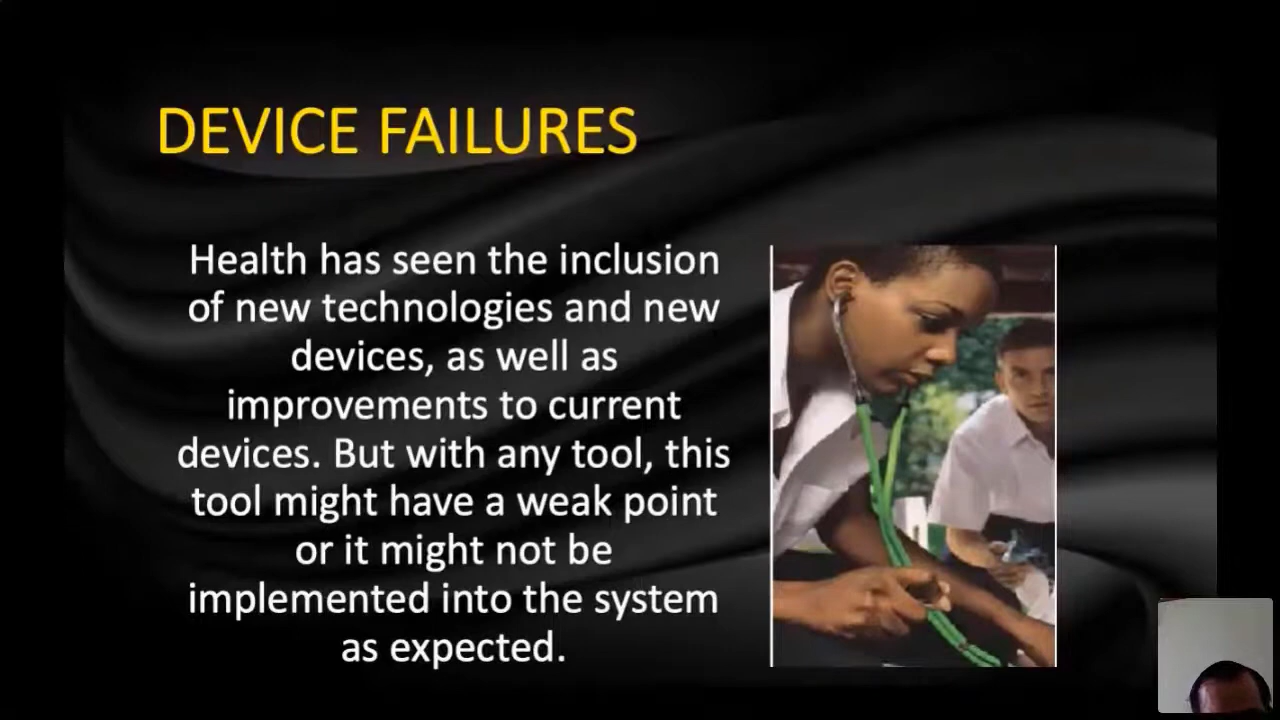 DEVICE FAILURES
Health has seen the inclusion
of new technologies and new
devices, as well as
improvements to current
devices. But with any tool, this
tool might have a weak point
or it might not be
implemented into the system
as expected.